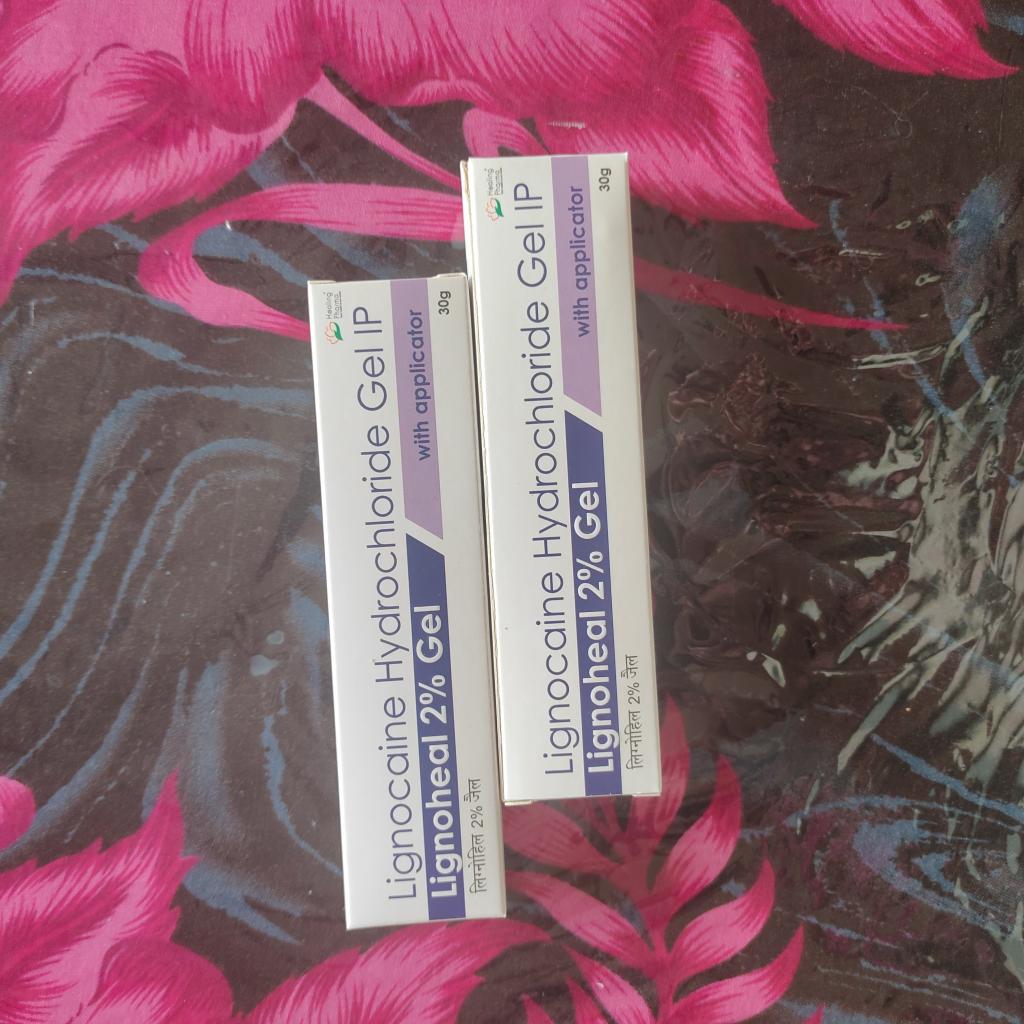 Healing
Pharma
Lignocaine Hydrochloride Gel IP
Lignoheal 2% Gel
with applicator
लिग्नोहिल 2% जैल
30g
Healing
Pharma
Lignocaine Hydrochloride Gel IP
Lignoheal 2% Gel
with applicator
लिग्नोहिल 2% जैल
30g